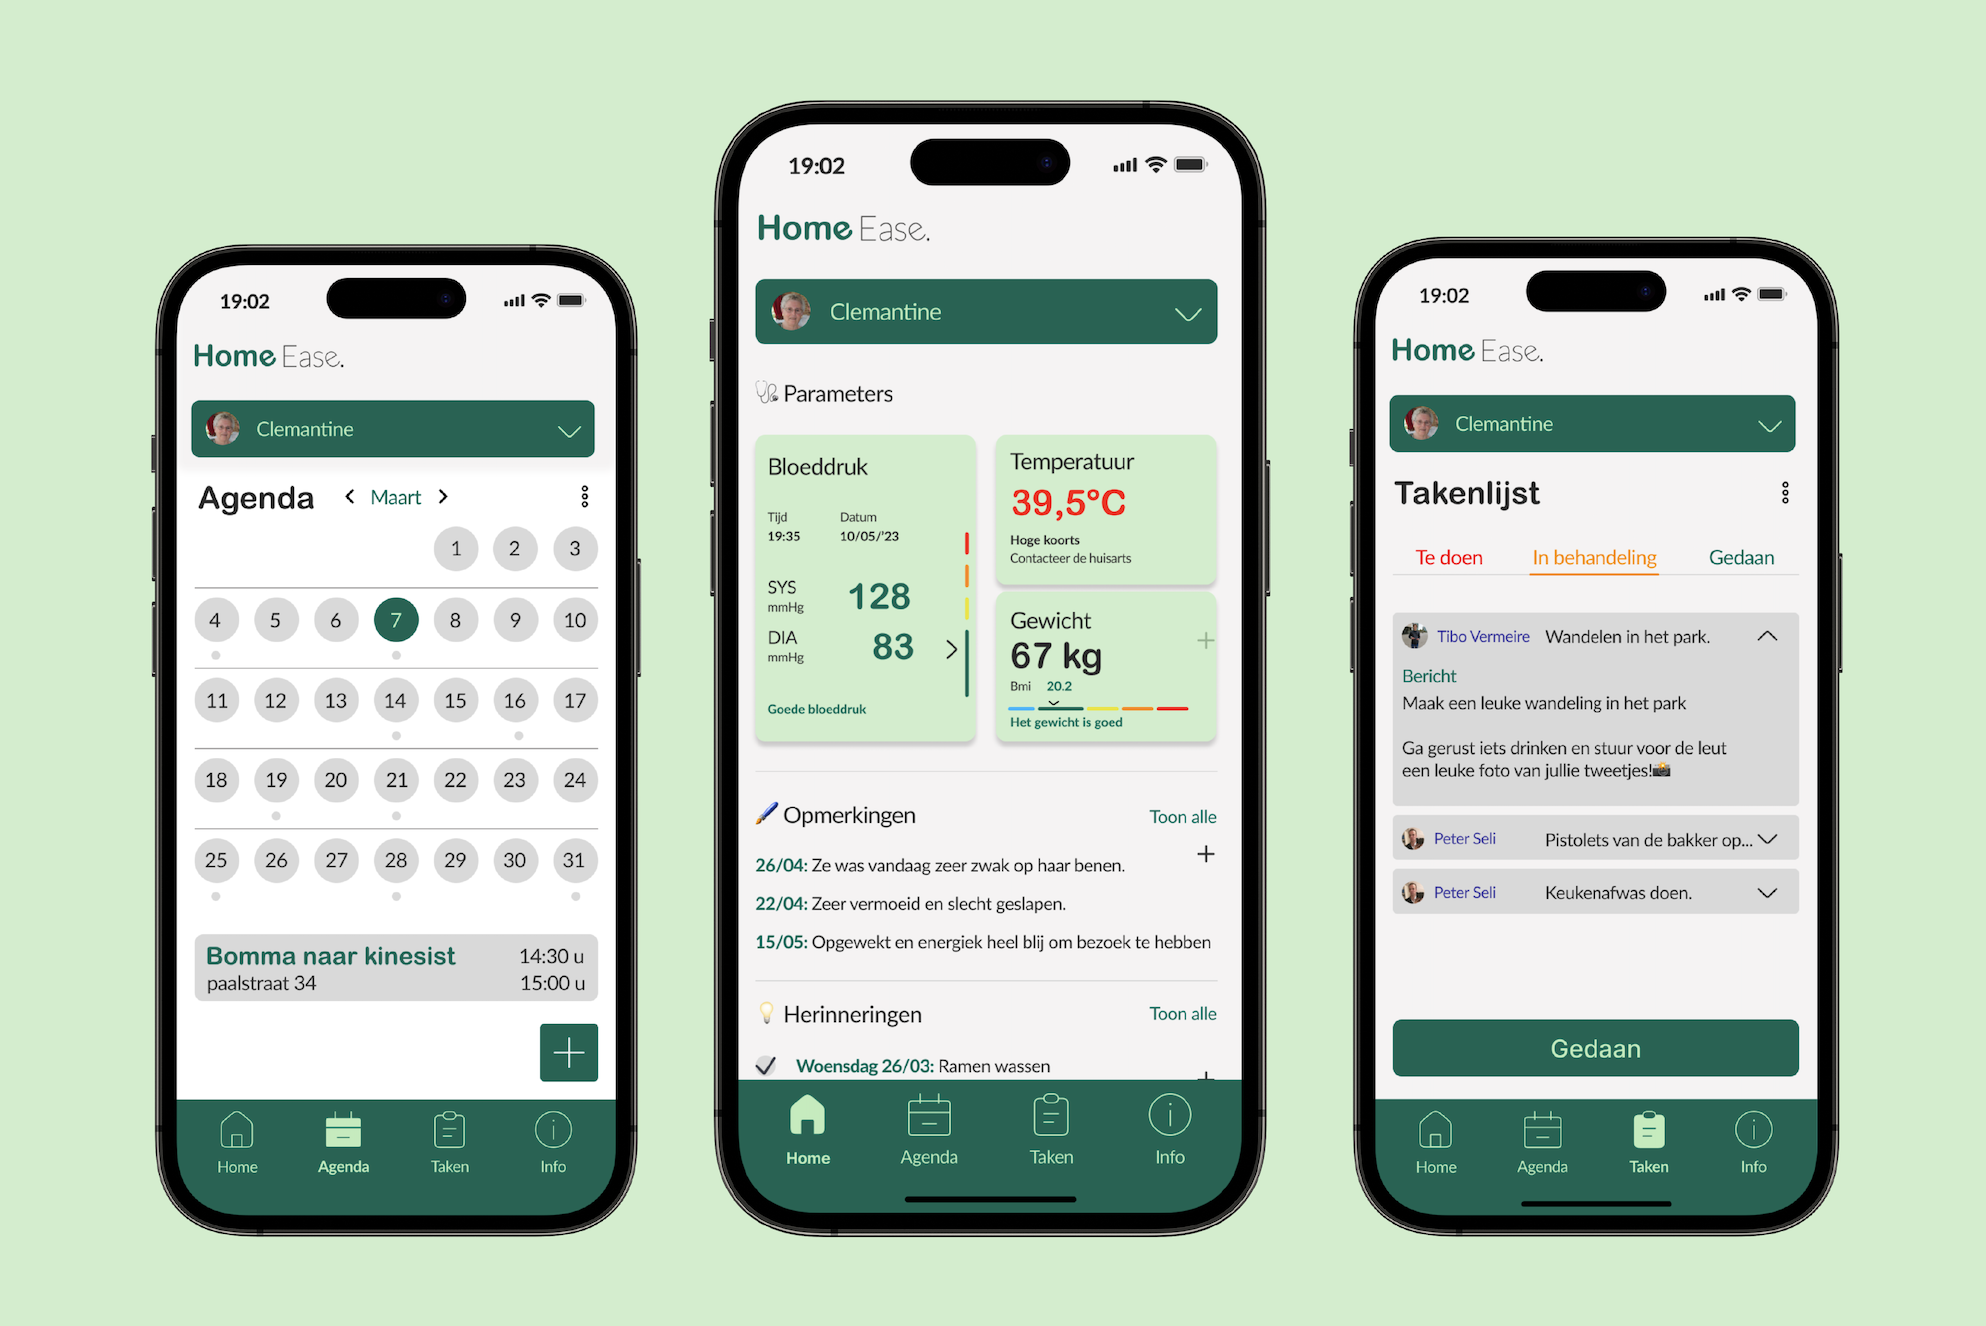 19:02
Home Ease.
Clemantine
Agenda < Maart >
1 2 3
4 5 6 7 8 9 10
11 12 13 14 15 16 17
18 19 20 21 22 23 24
25 26 27 28 29 30 31
Bomma naar kinesist 14:30 u
paalstraat 34 15:00 u
Home Agenda Taken Info
19:02
Home Ease.
Clemantine
Parameters
Bloeddruk
Tijd Datum
19:35 10/05/'23
SYS
mmHg
128
DIA
mmHg
83
Goede bloeddruk
Temperatuur
39,5°C
Hoge koorts
Contacteer de huisarts
Gewicht
67 kg
Bmi 20.2
Het gewicht is goed
Opmerkingen Toon alle
26/04: Ze was vandaag zeer zwak op haar benen.
22/04: Zeer vermoeid en slecht geslapen.
15/05: Opgewekt en energiek heel blij om bezoek te hebben
Herinneringen Toon alle
Woensdag 26/03: Ramen wassen
Home Agenda Taken Info
19:02
Home Ease.
Clemantine
Takenlijst
Te doen In behandeling Gedaan
Tibo Vermeire Wandelen in het park.
Bericht
Maak een leuke wandeling in het park
Ga gerust iets drinken en stuur voor de leut
een leuke foto van jullie tweetjes!📸
Peter Seli Pistolets van de bakker op...
Peter Seli Keukenafwas doen.
Gedaan
Home Agenda Taken Info